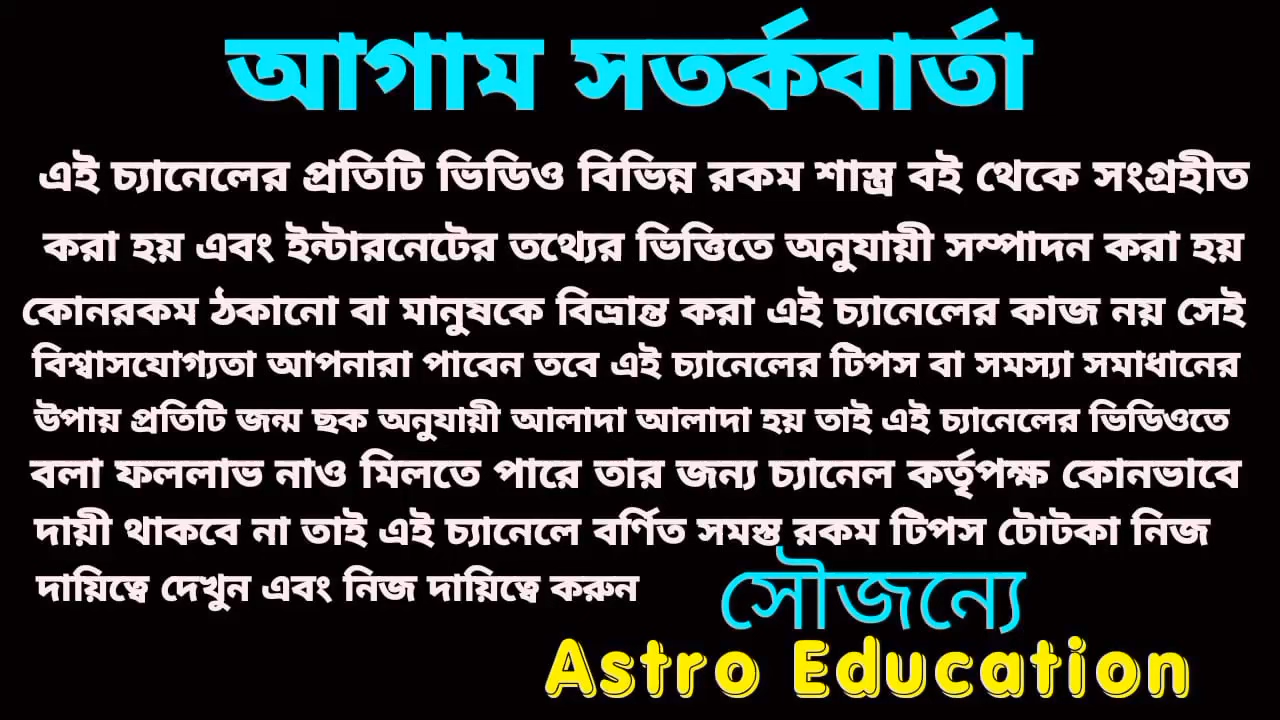 আগাম সতর্কবার্তা
এই চ্যানেলের প্রতিটি ভিডিও বিভিন্ন রকম শাস্ত্র বই থেকে সংগ্রহীত
করা হয় এবং ইন্টারনেটের তথ্যের ভিত্তিতে অনুযায়ী সম্পাদন করা হয়
কোনরকম ঠকানো বা মানুষকে বিভ্রান্ত করা এই চ্যানেলের কাজ নয় সেই
বিশ্বাসযোগ্যতা আপনারা পাবেন তবে এই চ্যানেলের টিপস বা সমস্যা সমাধানের
উপায় প্রতিটি জন্ম ছক অনুযায়ী আলাদা আলাদা হয় তাই এই চ্যানেলের ভিডিওতে
বলা ফললাভ নাও মিলতে পারে তার জন্য চ্যানেল কর্তৃপক্ষ কোনভাবে
দায়ী থাকবে না তাই এই চ্যানেলে বর্ণিত সমস্ত রকম টিপস টোটকা নিজ
দায়িত্বে দেখুন এবং নিজ দায়িত্বে করুন
সৌজন্যে
Astro Education